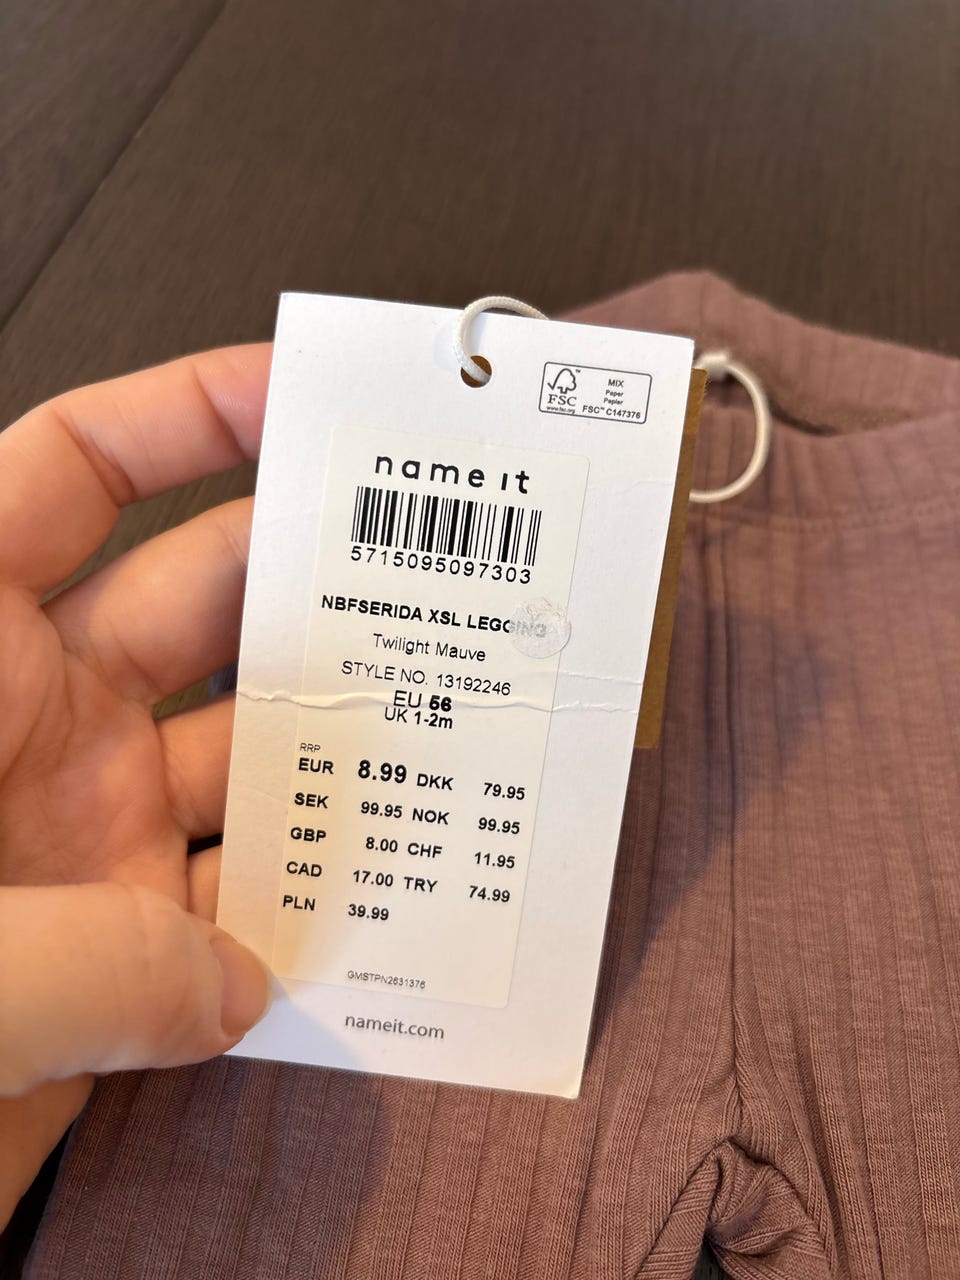 MIX
Paper
Papier
FSC™ C147376
FSC
www.fsc.org
name it
5715095097303
NBFSERIDA XSL LEGGING
Twilight Mauve
STYLE NO. 13192246
EU 56
UK 1-2m
RRP
EUR 8.99 DKK 79.95
SEK 99.95 NOK 99.95
GBP 8.00 CHF 11.95
CAD 17.00 TRY 74.99
PLN 39.99
GMSTPN2631376
nameit.com